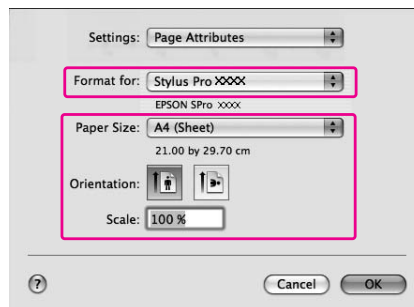 Settings: Page Attributes
Format for: Stylus Pro XXXX
EPSON SPro XXXX
Paper Size: A4 (Sheet)
21.00 by 29.70 cm
Orientation:
Scale: 100 %
? Cancel OK